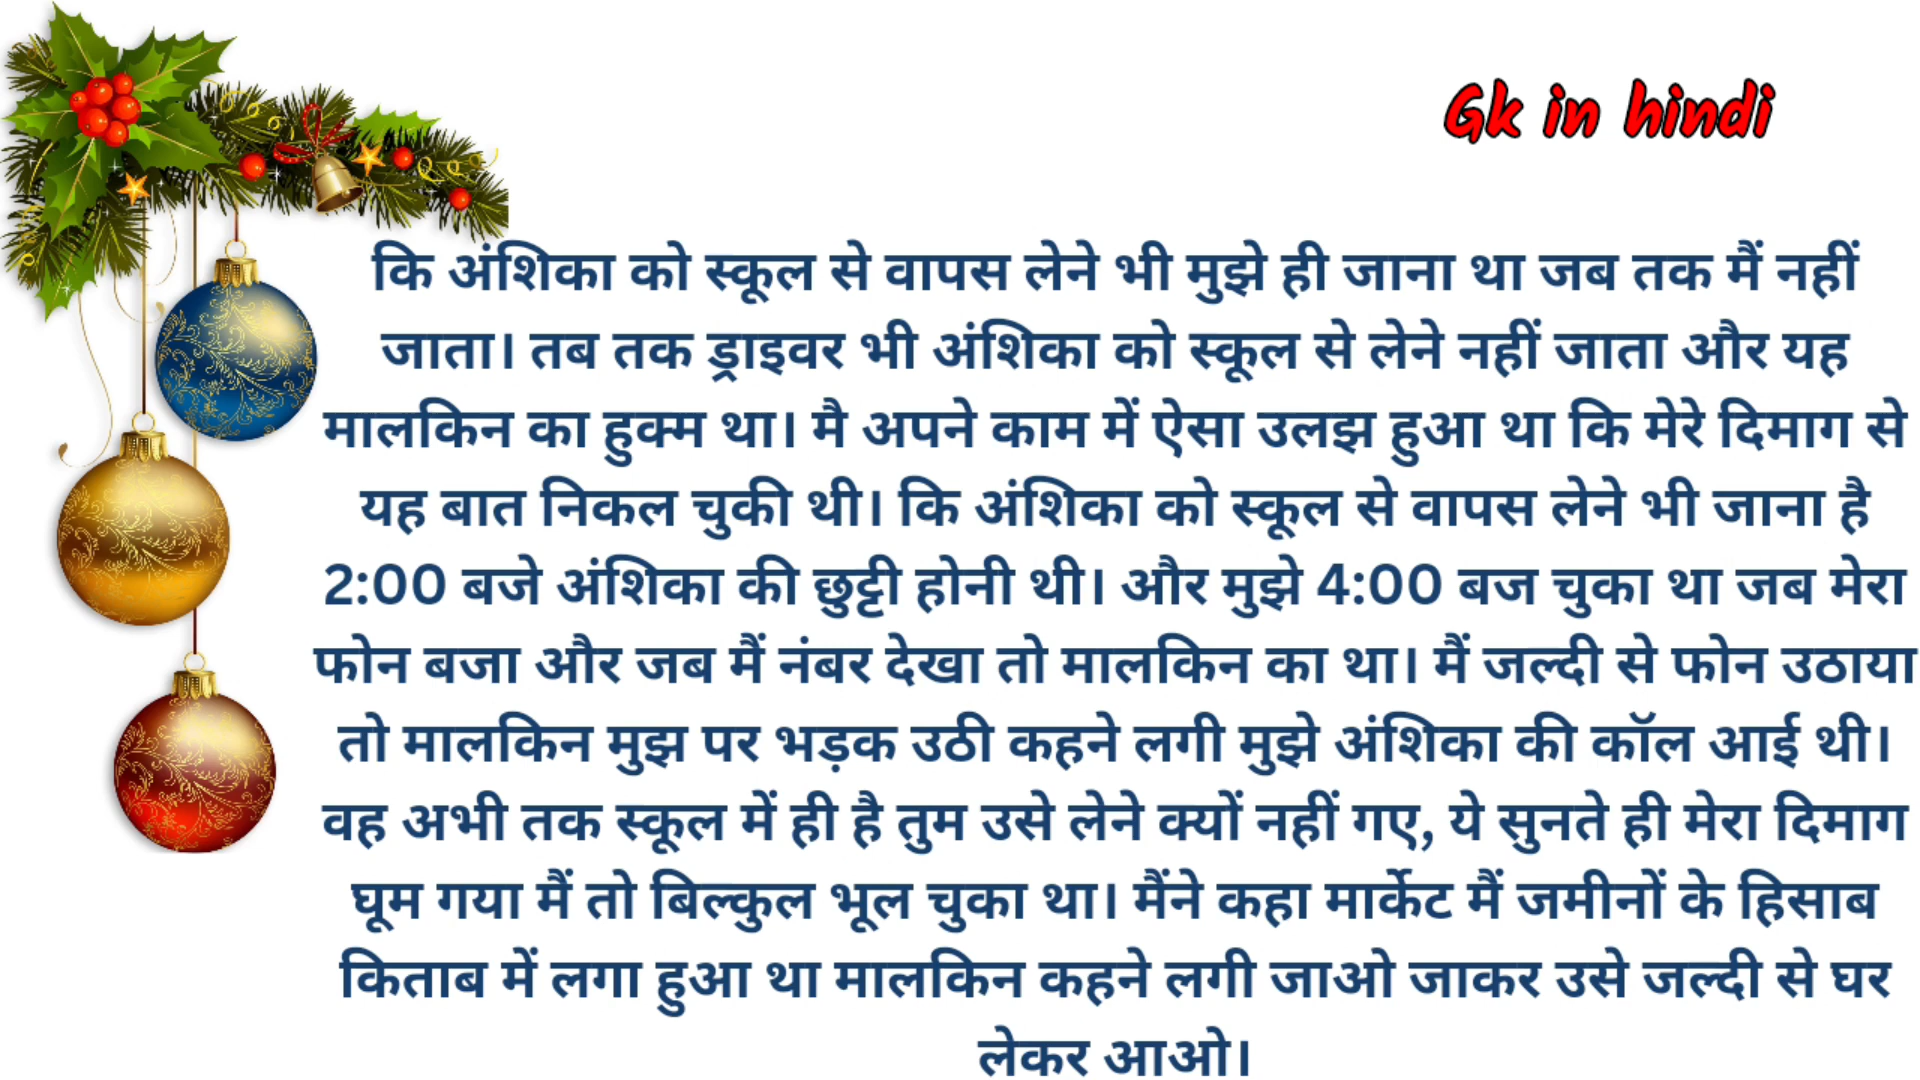 Gk in hindi
कि अंशिका को स्कूल से वापस लेने भी मुझे ही जाना था जब तक मैं नहीं
जाता। तब तक ड्राइवर भी अंशिका को स्कूल से लेने नहीं जाता और यह
मालकिन का हुक्म था। मै अपने काम में ऐसा उलझ हुआ था कि मेरे दिमाग से
यह बात निकल चुकी थी। कि अंशिका को स्कूल से वापस लेने भी जाना है
2:00 बजे अंशिका की छुट्टी होनी थी। और मुझे 4:00 बज चुका था जब मेरा
फोन बजा और जब मैं नंबर देखा तो मालकिन का था। मैं जल्दी से फोन उठाया
तो मालकिन मुझ पर भड़क उठी कहने लगी मुझे अंशिका की कॉल आई थी।
वह अभी तक स्कूल में ही है तुम उसे लेने क्यों नहीं गए, ये सुनते ही मेरा दिमाग
घूम गया मैं तो बिल्कुल भूल चुका था। मैंने कहा मार्केट मैं जमीनों के हिसाब
किताब में लगा हुआ था मालकिन कहने लगी जाओ जाकर उसे जल्दी से घर
लेकर आओ।